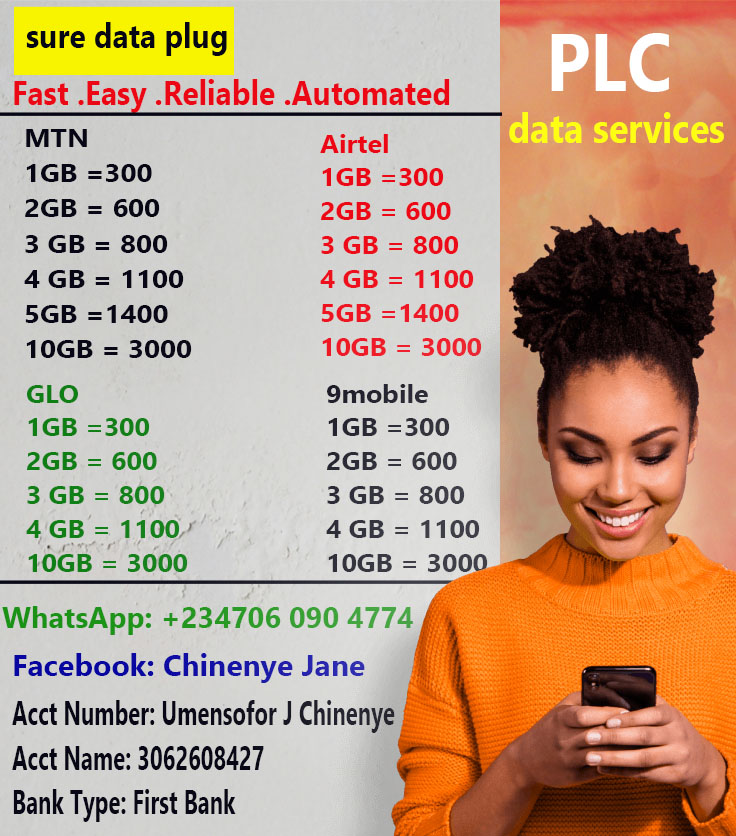 sure data plug
Fast .Easy .Reliable .Automated
PLC
data services
MTN
1GB =300
2GB = 600
3 GB = 800
4 GB = 1100
5GB =1400
10GB = 3000
Airtel
1GB =300
2GB = 600
3 GB = 800
4 GB = 1100
5GB =1400
10GB = 3000
GLO
1GB =300
2GB = 600
3 GB = 800
4 GB = 1100
10GB = 3000
9mobile
1GB =300
2GB = 600
3 GB = 800
4 GB = 1100
10GB = 3000
WhatsApp: +234706 090 4774
Facebook: Chinenye Jane
Acct Number: Umensofor J Chinenye
Acct Name: 3062608427
Bank Type: First Bank